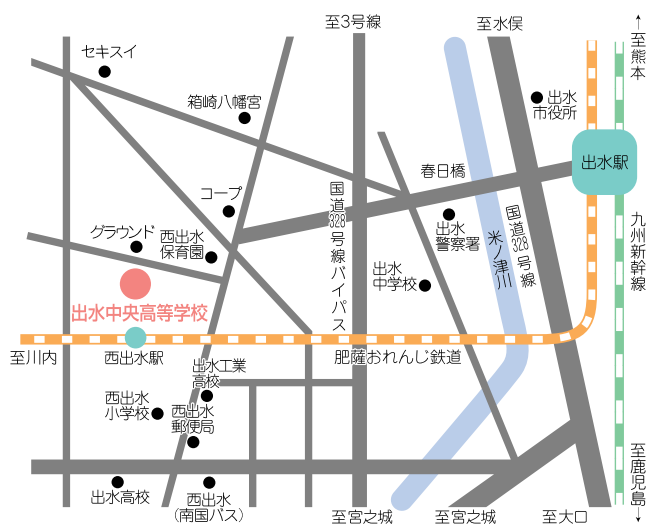 至3号線
至水俣
至熊本
セキスイ
箱崎八幡宮
出水
市役所
出水駅
春日橋
コープ
国道328号線バイパス
国道328号線
米ノ津川
九州新幹線
グラウンド
西出水
保育園
出水
警察署
出水
中学校
出水中央高等学校
至川内
西出水駅
肥薩おれんじ鉄道
出水工業
高校
西出水
小学校
西出水
郵便局
出水高校
西出水
(南国バス)
至宮之城
至宮之城
至大口
至鹿児島